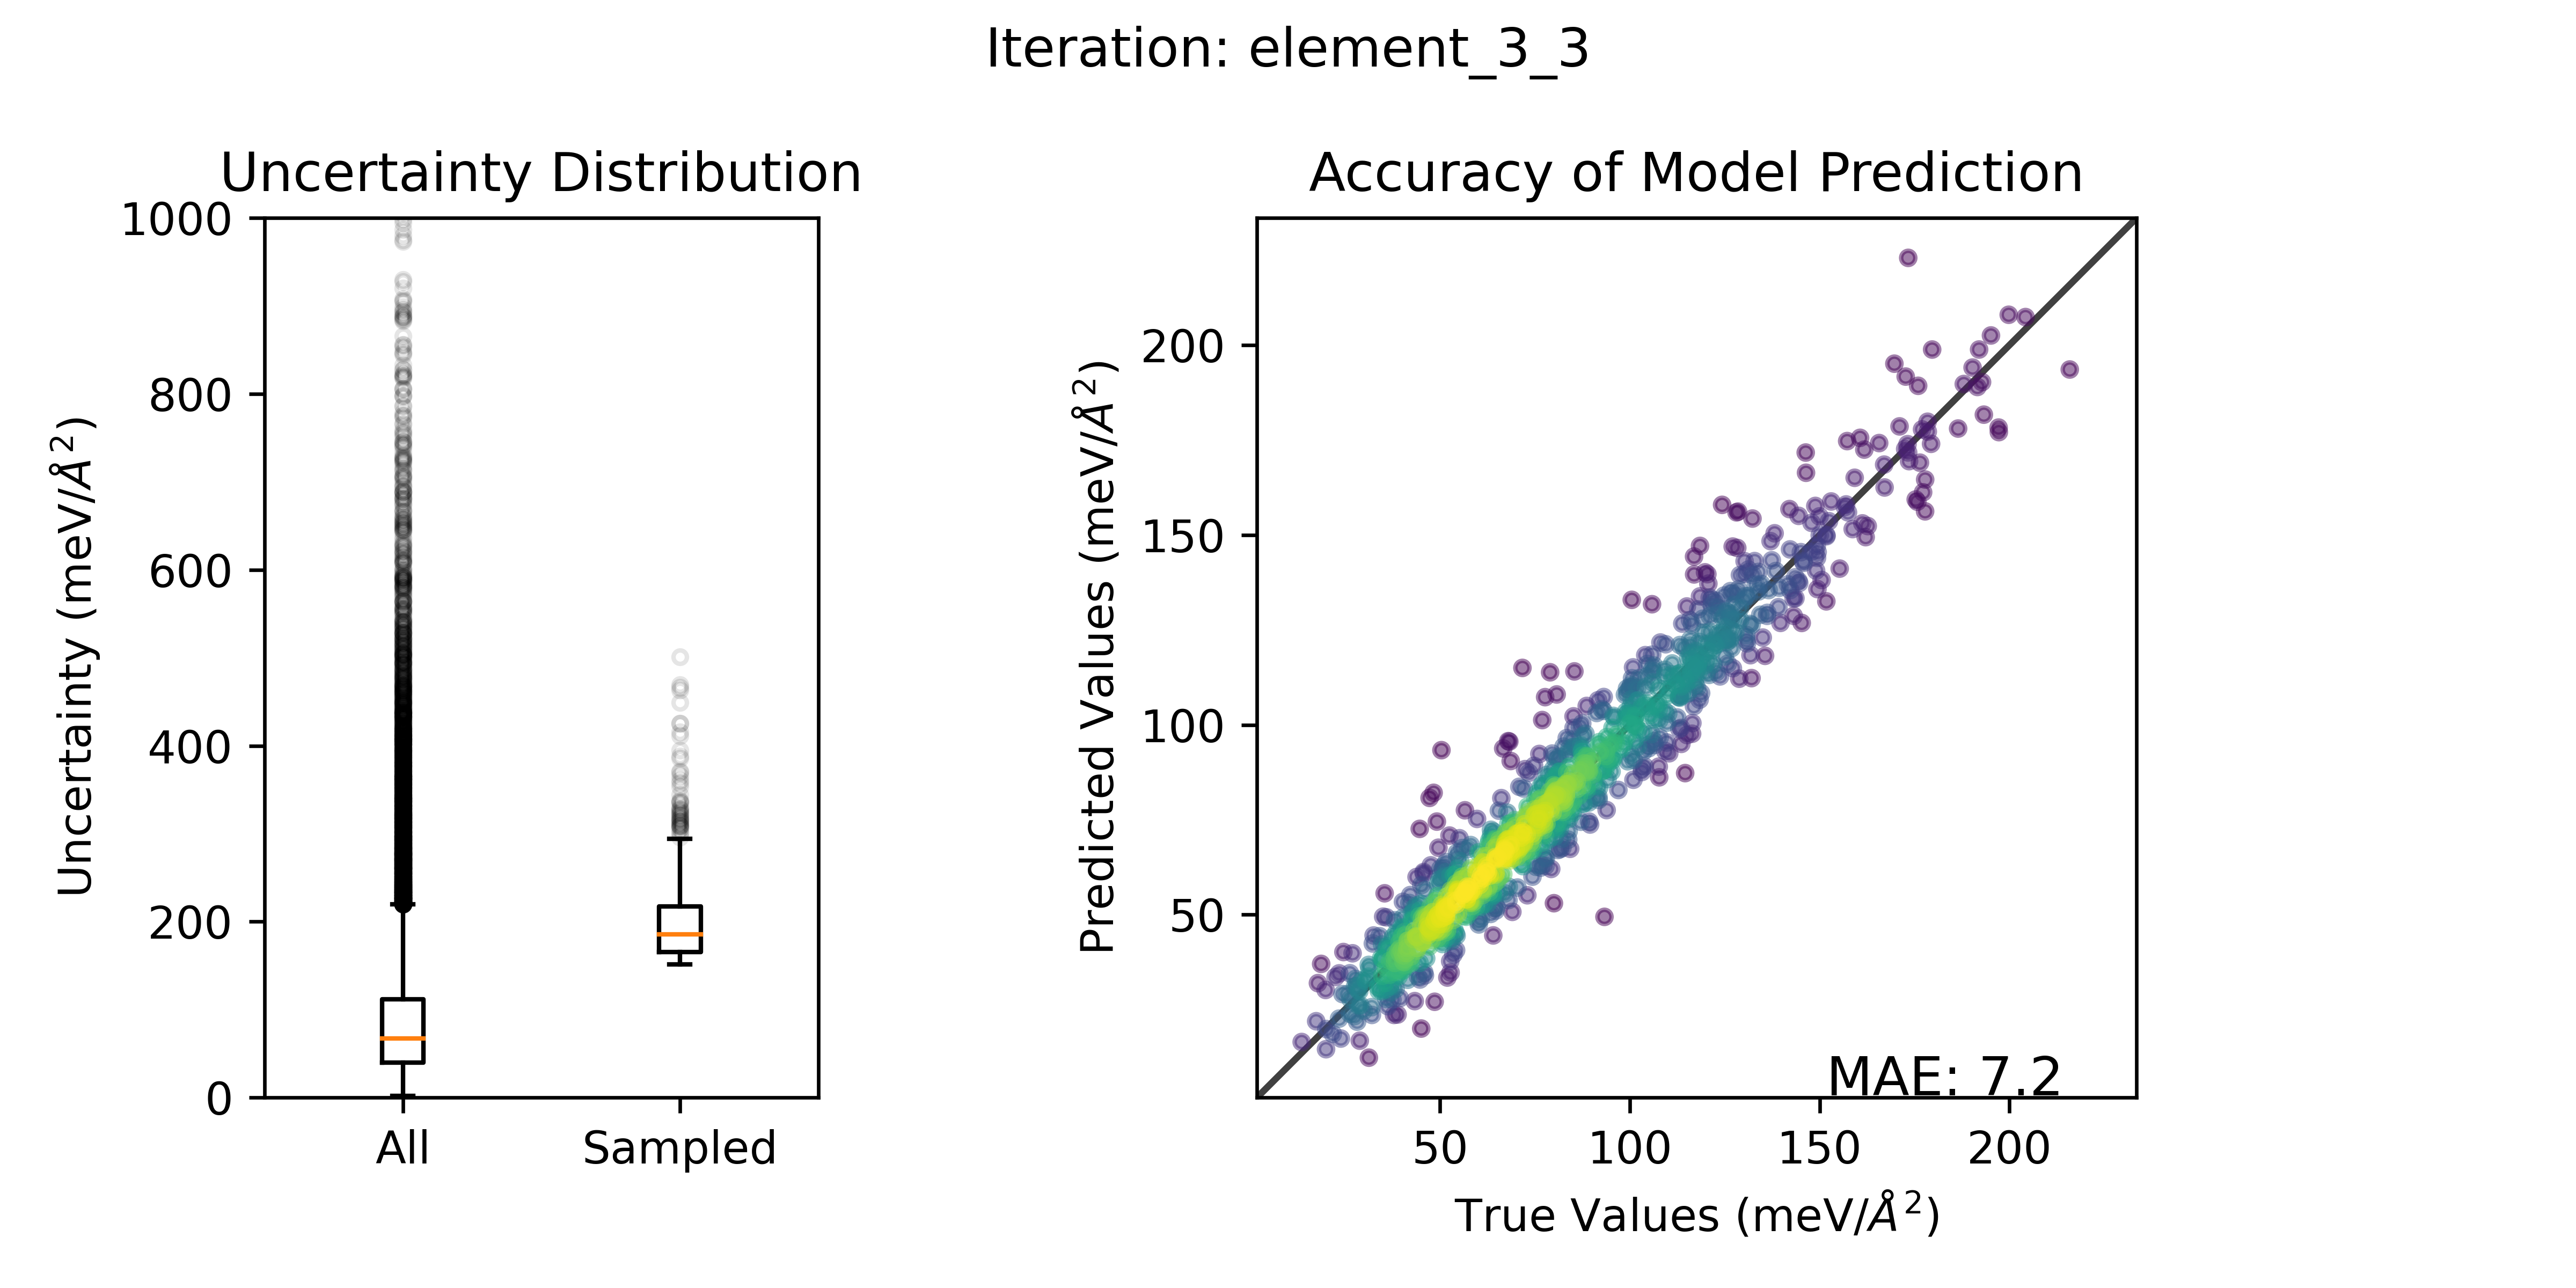 Iteration: element_3_3
Uncertainty Distribution
Uncertainty (meV/Å²)
1000
800
600
400
200
0
All Sampled
Accuracy of Model Prediction
Predicted Values (meV/Å²)
200
150
100
50
MAE: 7.2
50 100 150 200
True Values (meV/Å²)